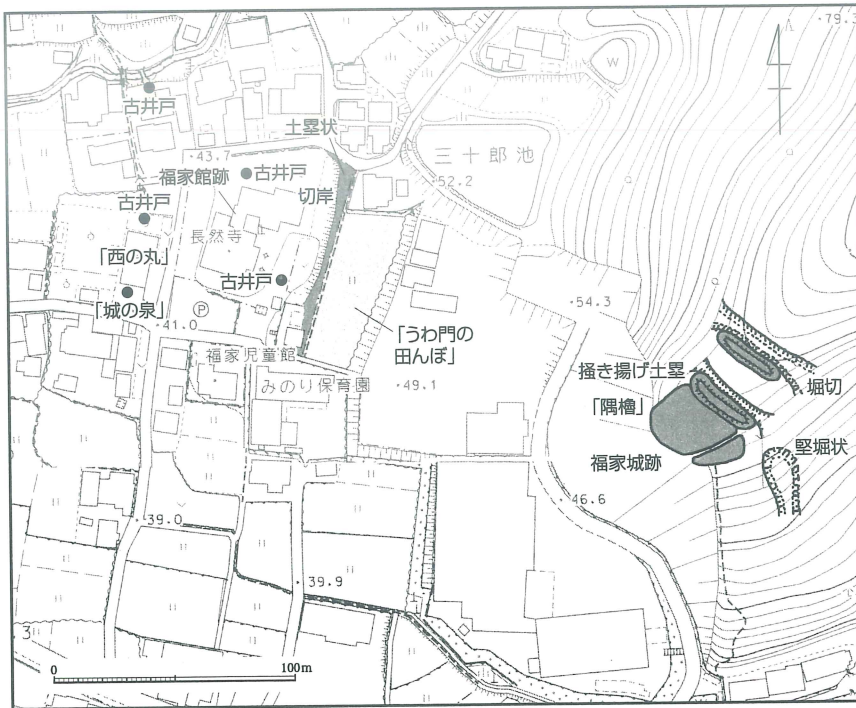 古井戸
土塁状
・79.3
W
三十郎池
・43.7
古井戸
福家館跡
切岸
・52.2
古井戸
長然寺
「西の丸」
古井戸
P
「城の泉」
・41.0
・54.3
「うわ門の
田んぼ」
福家児童館
みのり保育園
・49.1
掻き揚げ土塁
堀切
「隅櫓」
福家城跡
竪堀状
・46.6
・39.0
・39.9
3
0
100m